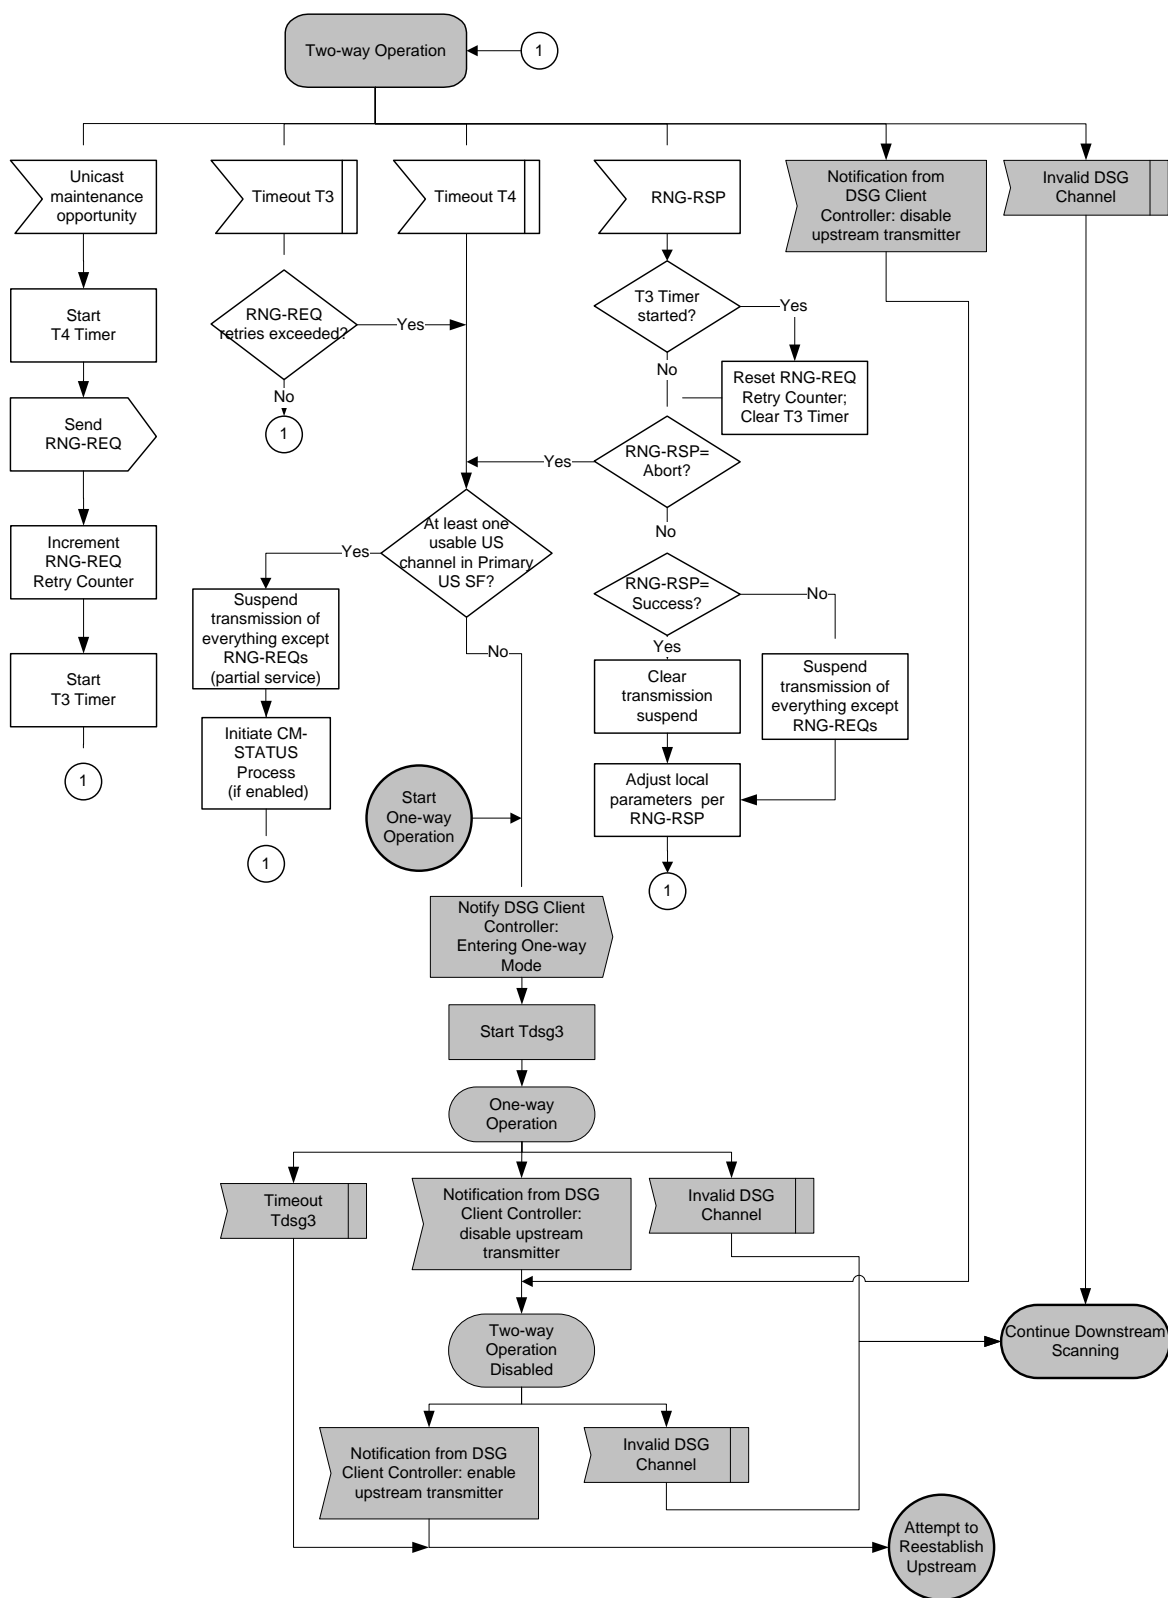 Two-way Operation
1
Unicast
maintenance
opportunity
Timeout T3
Timeout T4
RNG-RSP
Notification from
DSG Client
Controller: disable
upstream transmitter
Invalid DSG
Channel
Start
T4 Timer
RNG-REQ
retries exceeded?
Yes
No
1
T3 Timer
started?
Yes
No
Reset RNG-REQ
Retry Counter;
Clear T3 Timer
Send
RNG-REQ
RNG-RSP=
Abort?
Yes
No
Increment
RNG-REQ
Retry Counter
At least one
usable US
channel in Primary
US SF?
Yes
No
RNG-RSP=
Success?
No
Yes
Suspend
transmission of
everything except
RNG-REQs
(partial service)
Start
T3 Timer
Clear
transmission
suspend
Suspend
transmission of
everything except
RNG-REQs
1
Initiate CM-
STATUS
Process
(if enabled)
1
Start
One-way
Operation
Adjust local
parameters per
RNG-RSP
1
Notify DSG Client
Controller:
Entering One-way
Mode
Start Tdsg3
One-way
Operation
Timeout
Tdsg3
Notification from DSG
Client Controller:
disable upstream
transmitter
Invalid DSG
Channel
Two-way
Operation
Disabled
Continue Downstream
Scanning
Notification from DSG
Client Controller: enable
upstream transmitter
Invalid DSG
Channel
Attempt to
Reestablish
Upstream